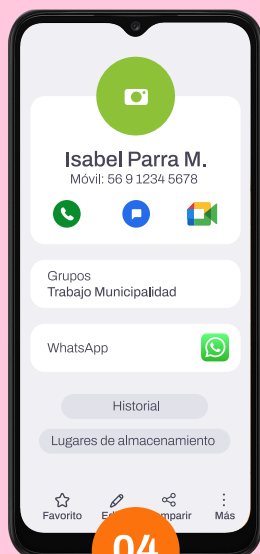 Isabel Parra M.
Móvil: 56 9 1234 5678
Grupos
Trabajo Municipalidad
WhatsApp
Historial
Lugares de almacenamiento
Favorito Más
04